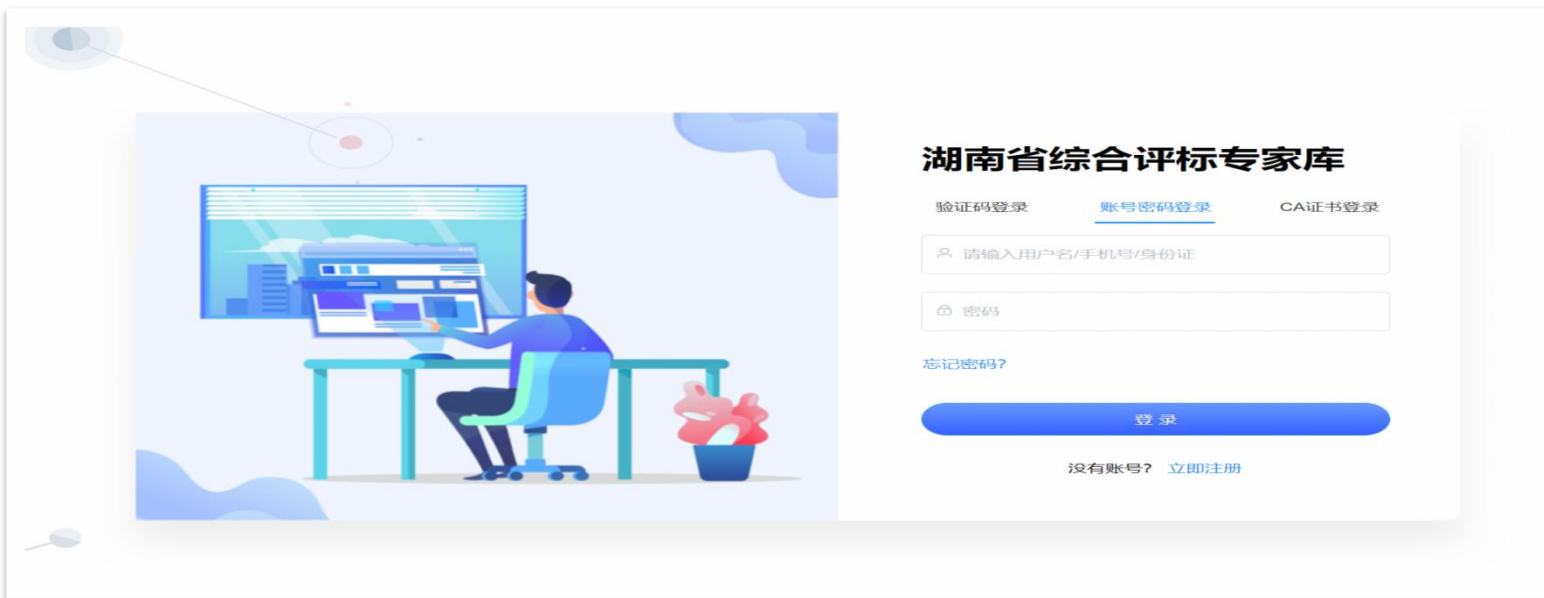 湖南省综合评标专家库
验证码登录 账号密码登录 CA证书登录
请输入用户名/手机号/身份证
密码
忘记密码?
登 录
没有账号? 立即注册